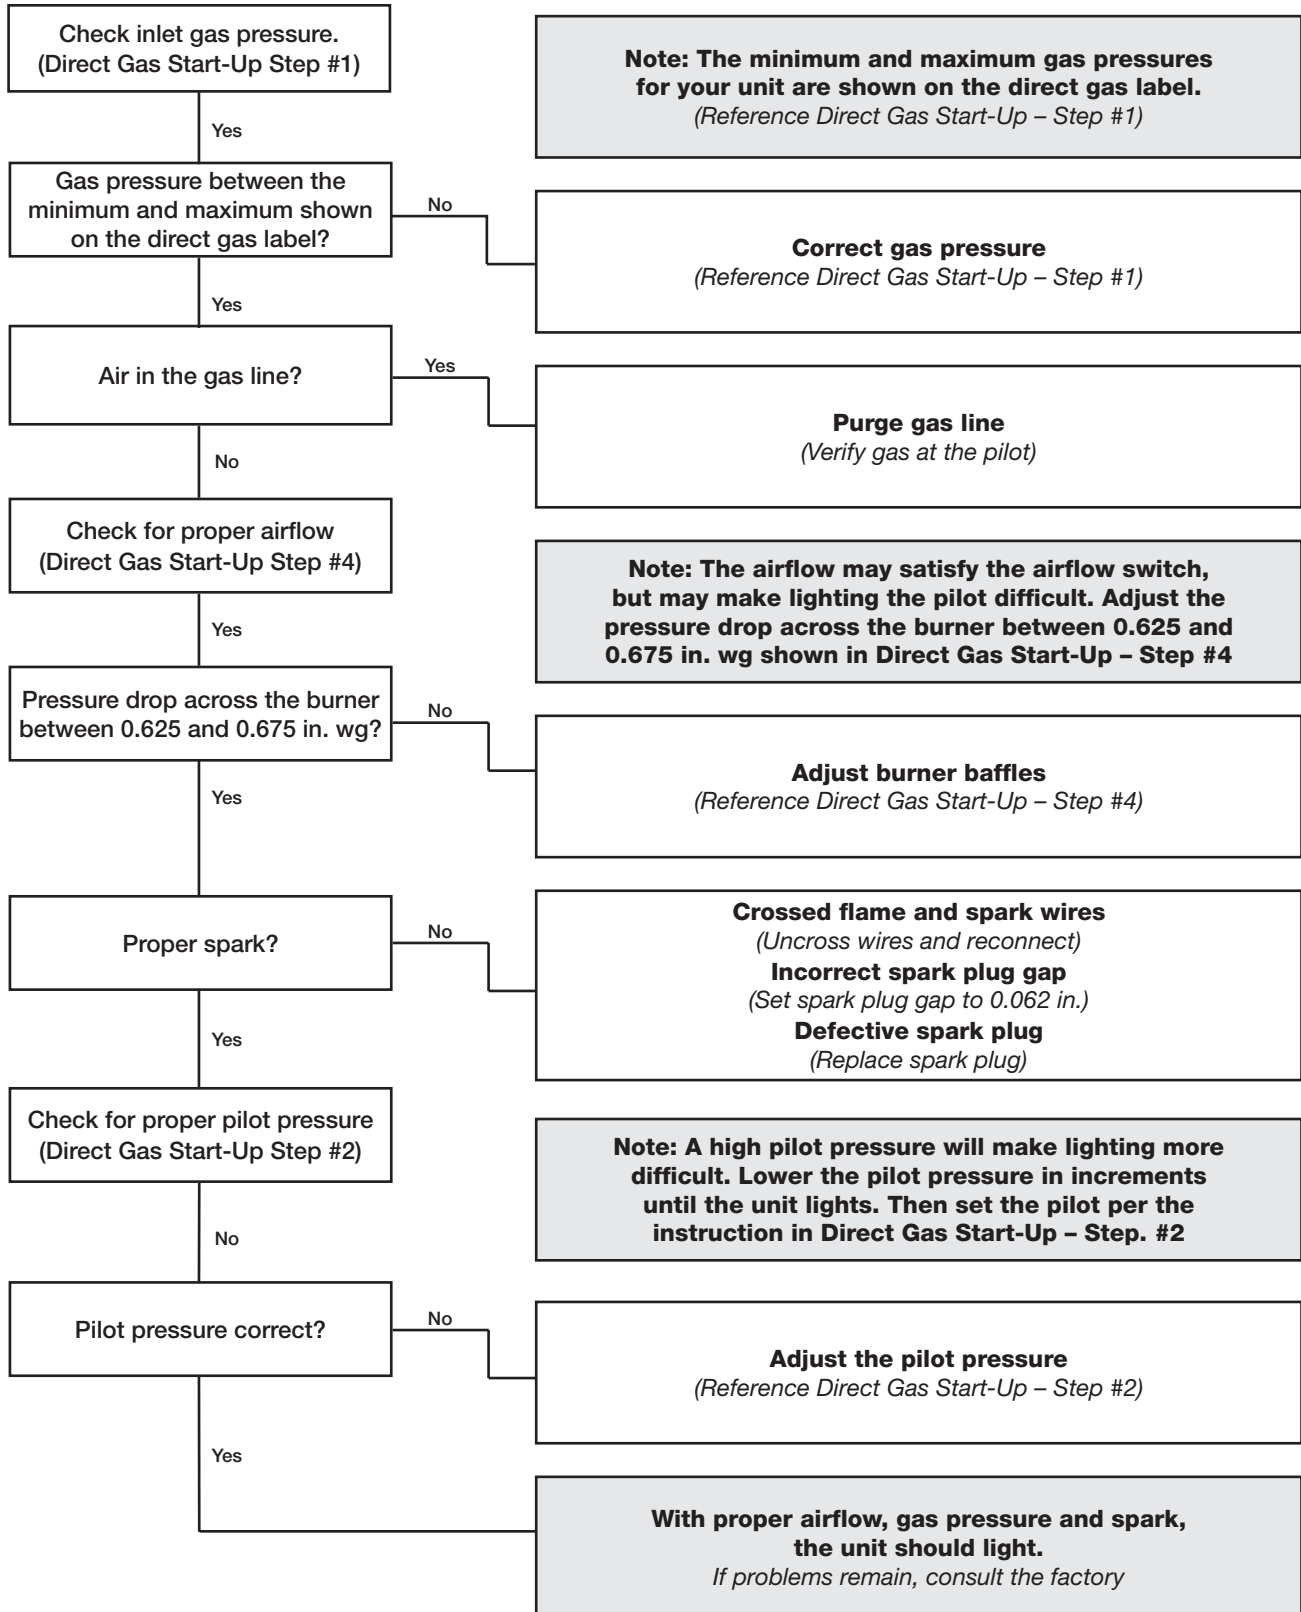 Check inlet gas pressure.
(Direct Gas Start-Up Step #1)
Note: The minimum and maximum gas pressures
for your unit are shown on the direct gas label.
(Reference Direct Gas Start-Up – Step #1)
Yes
Gas pressure between the
minimum and maximum shown
on the direct gas label?
No
Correct gas pressure
(Reference Direct Gas Start-Up – Step #1)
Yes
Air in the gas line?
Yes
Purge gas line
(Verify gas at the pilot)
No
Check for proper airflow
(Direct Gas Start-Up Step #4)
Note: The airflow may satisfy the airflow switch,
but may make lighting the pilot difficult. Adjust the
pressure drop across the burner between 0.625 and
0.675 in. wg shown in Direct Gas Start-Up – Step #4
Yes
Pressure drop across the burner
between 0.625 and 0.675 in. wg?
No
Adjust burner baffles
(Reference Direct Gas Start-Up – Step #4)
Yes
Proper spark?
No
Crossed flame and spark wires
(Uncross wires and reconnect)
Incorrect spark plug gap
(Set spark plug gap to 0.062 in.)
Defective spark plug
(Replace spark plug)
Yes
Check for proper pilot pressure
(Direct Gas Start-Up Step #2)
Note: A high pilot pressure will make lighting more
difficult. Lower the pilot pressure in increments
until the unit lights. Then set the pilot per the
instruction in Direct Gas Start-Up – Step. #2
No
Pilot pressure correct?
No
Adjust the pilot pressure
(Reference Direct Gas Start-Up – Step #2)
Yes
With proper airflow, gas pressure and spark,
the unit should light.
If problems remain, consult the factory